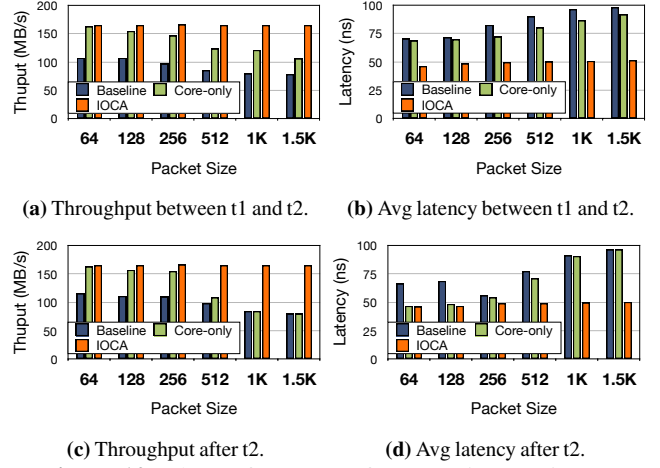 Thuput (MB/s)
200
150
100
50
0
Baseline
Core-only
IOCA
64 128 256 512 1K 1.5K
Packet Size
(a) Throughput between t1 and t2.
Latency (ns)
100
75
50
25
0
Baseline
Core-only
IOCA
64 128 256 512 1K 1.5K
Packet Size
(b) Avg latency between t1 and t2.
Thuput (MB/s)
200
150
100
50
0
Baseline
Core-only
IOCA
64 128 256 512 1K 1.5K
Packet Size
(c) Throughput after t2.
Latency (ns)
100
75
50
25
0
Baseline
Core-only
IOCA
64 128 256 512 1K 1.5K
Packet Size
(d) Avg latency after t2.